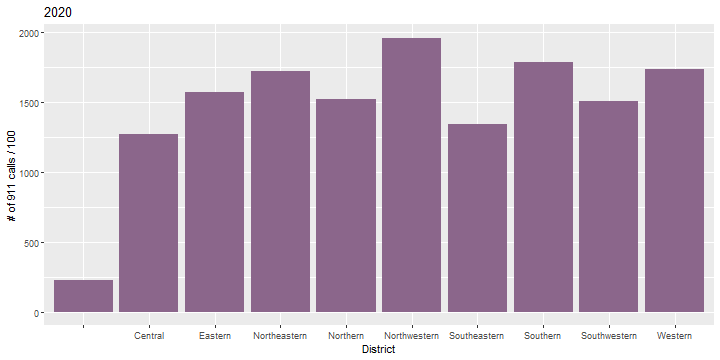 2020
# of 911 calls / 100
2000
1500
1000
500
0
Central Eastern Northeastern Northern Northwestern Southeastern Southern Southwestern Western
District